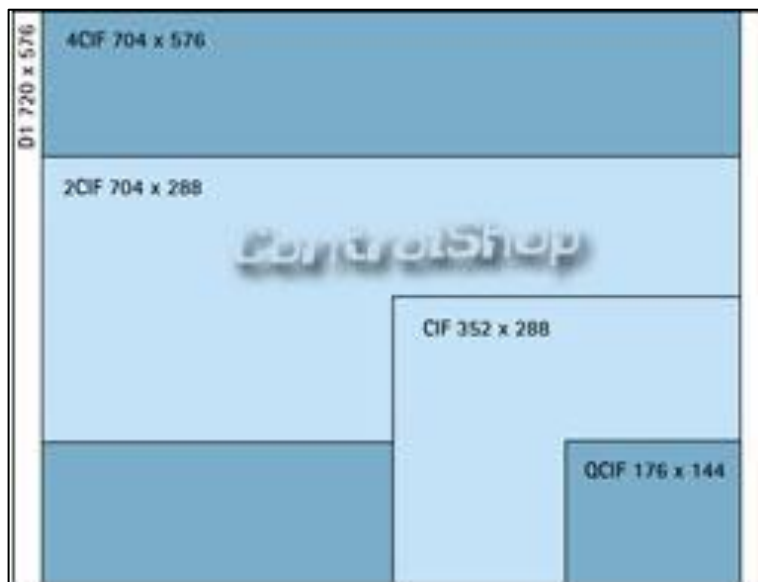 D1 720 x 576
4CIF 704 x 576
2CIF 704 x 288
ControlShop
CIF 352 x 288
QCIF 176 x 144